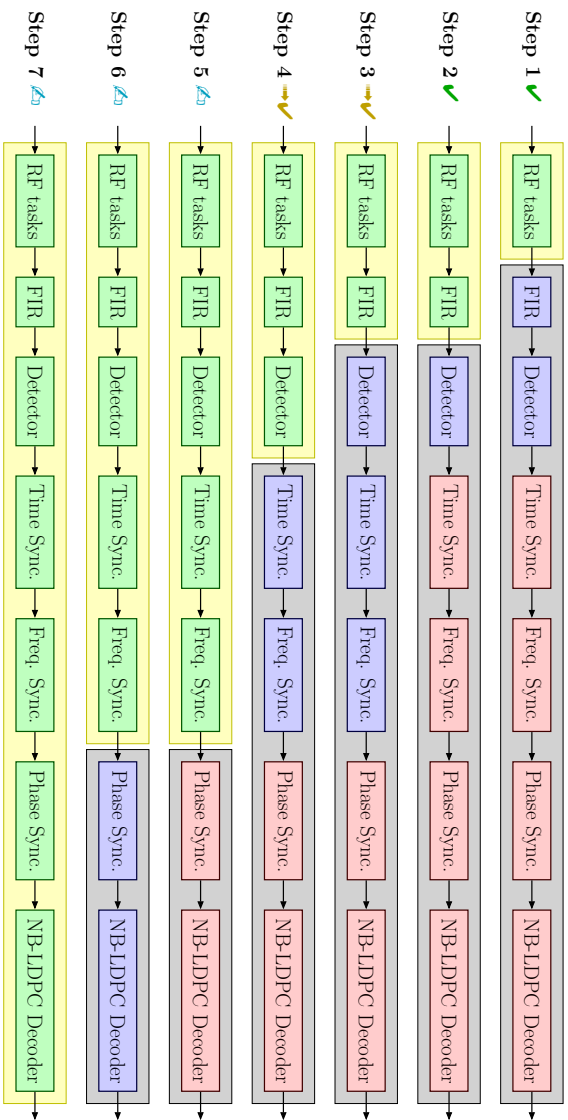 Step 1 ✔
RF tasks
FIR
Detector
Time Sync.
Freq. Sync.
Phase Sync.
NB-LDPC Decoder
Step 2 ✔
RF tasks
FIR
Detector
Time Sync.
Freq. Sync.
Phase Sync.
NB-LDPC Decoder
Step 3 ➟✔
RF tasks
FIR
Detector
Time Sync.
Freq. Sync.
Phase Sync.
NB-LDPC Decoder
Step 4 ➟✔
RF tasks
FIR
Detector
Time Sync.
Freq. Sync.
Phase Sync.
NB-LDPC Decoder
Step 5 ✍
RF tasks
FIR
Detector
Time Sync.
Freq. Sync.
Phase Sync.
NB-LDPC Decoder
Step 6 ✍
RF tasks
FIR
Detector
Time Sync.
Freq. Sync.
Phase Sync.
NB-LDPC Decoder
Step 7 ✍
RF tasks
FIR
Detector
Time Sync.
Freq. Sync.
Phase Sync.
NB-LDPC Decoder